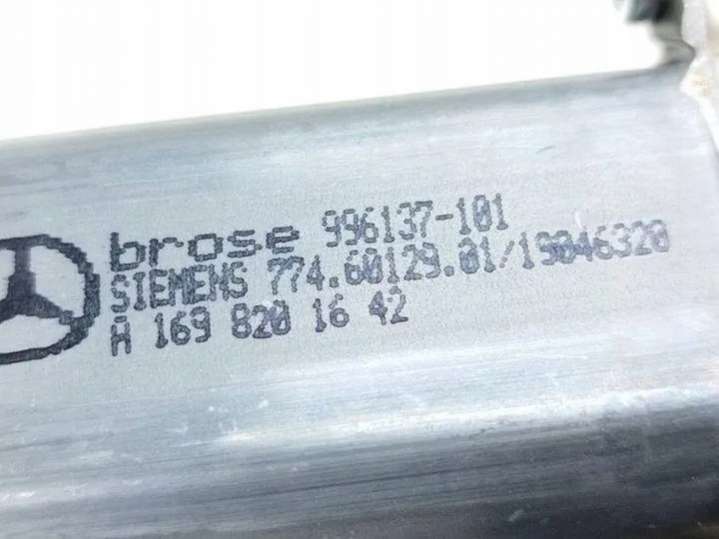 brose 996137-101
SIEMENS 774.60129.01/19046320
A 169 820 16 42